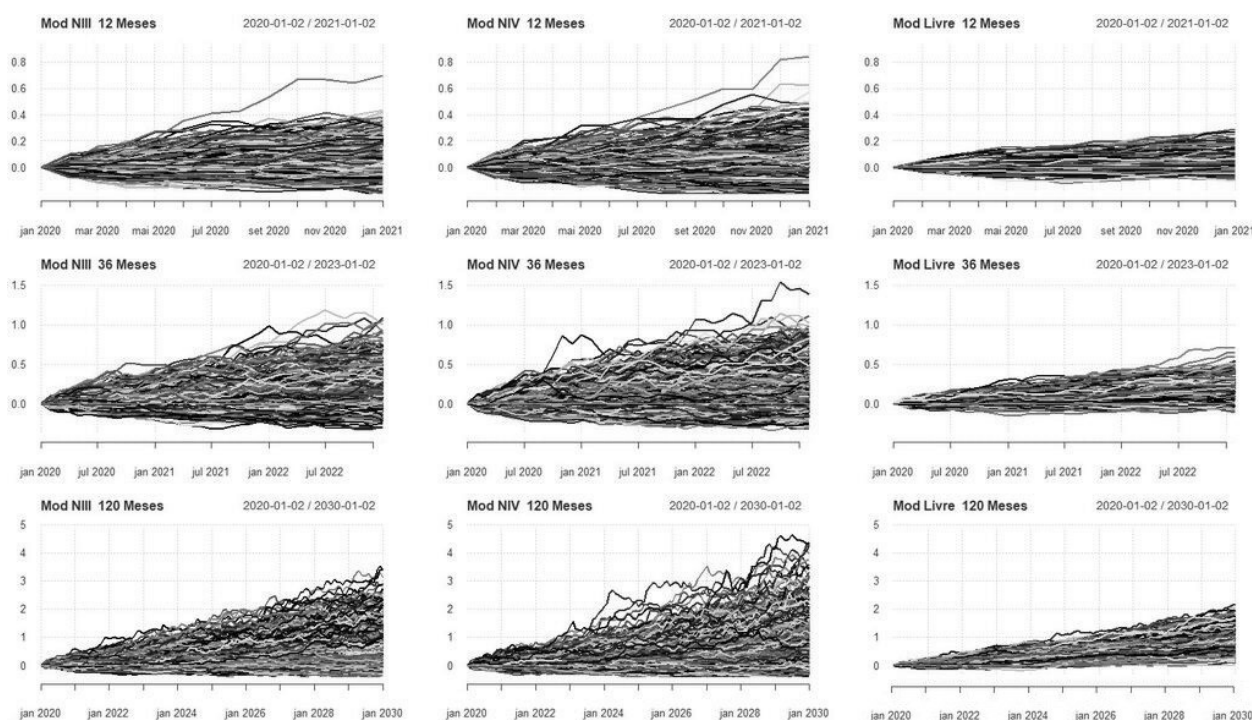 Mod NIII 12 Meses 2020-01-02 / 2021-01-02
0.8
0.6
0.4
0.2
0.0
jan 2020 mar 2020 mai 2020 jul 2020 set 2020 nov 2020 jan 2021
Mod NIV 12 Meses 2020-01-02 / 2021-01-02
0.8
0.6
0.4
0.2
0.0
jan 2020 mar 2020 mai 2020 jul 2020 set 2020 nov 2020 jan 2021
Mod Livre 12 Meses 2020-01-02 / 2021-01-02
0.8
0.6
0.4
0.2
0.0
jan 2020 mar 2020 mai 2020 jul 2020 set 2020 nov 2020 jan 2021
Mod NIII 36 Meses 2020-01-02 / 2023-01-02
1.5
1.0
0.5
0.0
jan 2020 jul 2020 jan 2021 jul 2021 jan 2022 jul 2022
Mod NIV 36 Meses 2020-01-02 / 2023-01-02
1.5
1.0
0.5
0.0
jan 2020 jul 2020 jan 2021 jul 2021 jan 2022 jul 2022
Mod Livre 36 Meses 2020-01-02 / 2023-01-02
1.5
1.0
0.5
0.0
jan 2020 jul 2020 jan 2021 jul 2021 jan 2022 jul 2022
Mod NIII 120 Meses 2020-01-02 / 2030-01-02
5
4
3
2
1
0
jan 2020 jan 2022 jan 2024 jan 2026 jan 2028 jan 2030
Mod NIV 120 Meses 2020-01-02 / 2030-01-02
5
4
3
2
1
0
jan 2020 jan 2022 jan 2024 jan 2026 jan 2028 jan 2030
Mod Livre 120 Meses 2020-01-02 / 2030-01-02
5
4
3
2
1
0
jan 2020 jan 2022 jan 2024 jan 2026 jan 2028 jan 2030